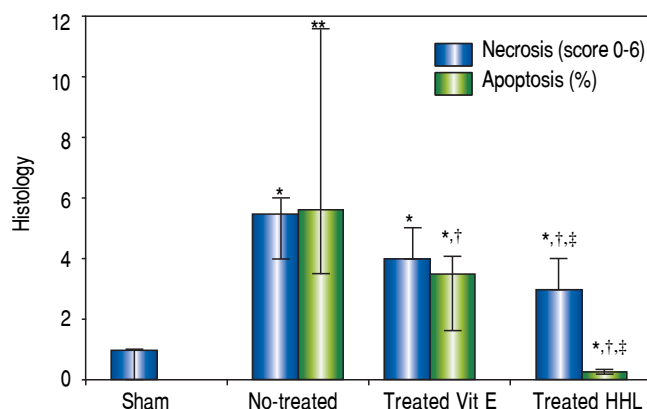 12
10
8
6
4
2
0
Histology
Necrosis (score 0-6)
Apoptosis (%)
*
**
*
*,†
*,†,‡
*,†,‡
Sham
No-treated
Treated Vit E
Treated HHL